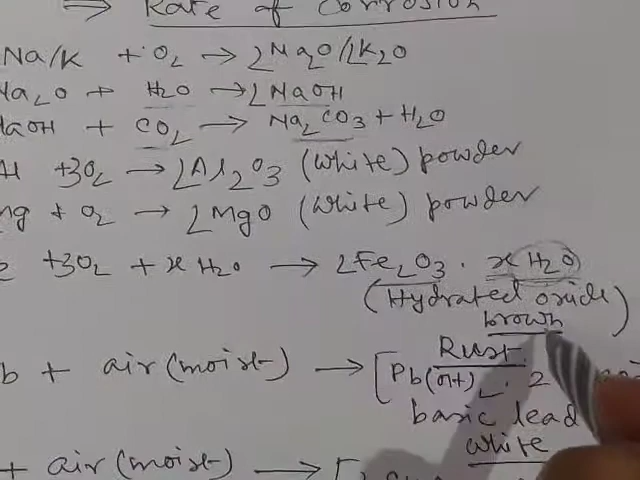 ⇒ Rate of Corrosion
Na/K + O₂ → 2Na₂O/2K₂O
Na₂O + H₂O → 2NaOH
NaOH + CO₂ → Na₂CO₃ + H₂O
Al +3O₂ → 2Al₂O₃ (White) powder
Mg + O₂ → 2MgO (White) powder
+3O₂ + x H₂O → 2Fe₂O₃ . x H₂O
(Hydrated oxide)
brown
Rust
b + air (moist) → [Pb(OH)₂ . 2
basic lead
white
+ air (moist) → [